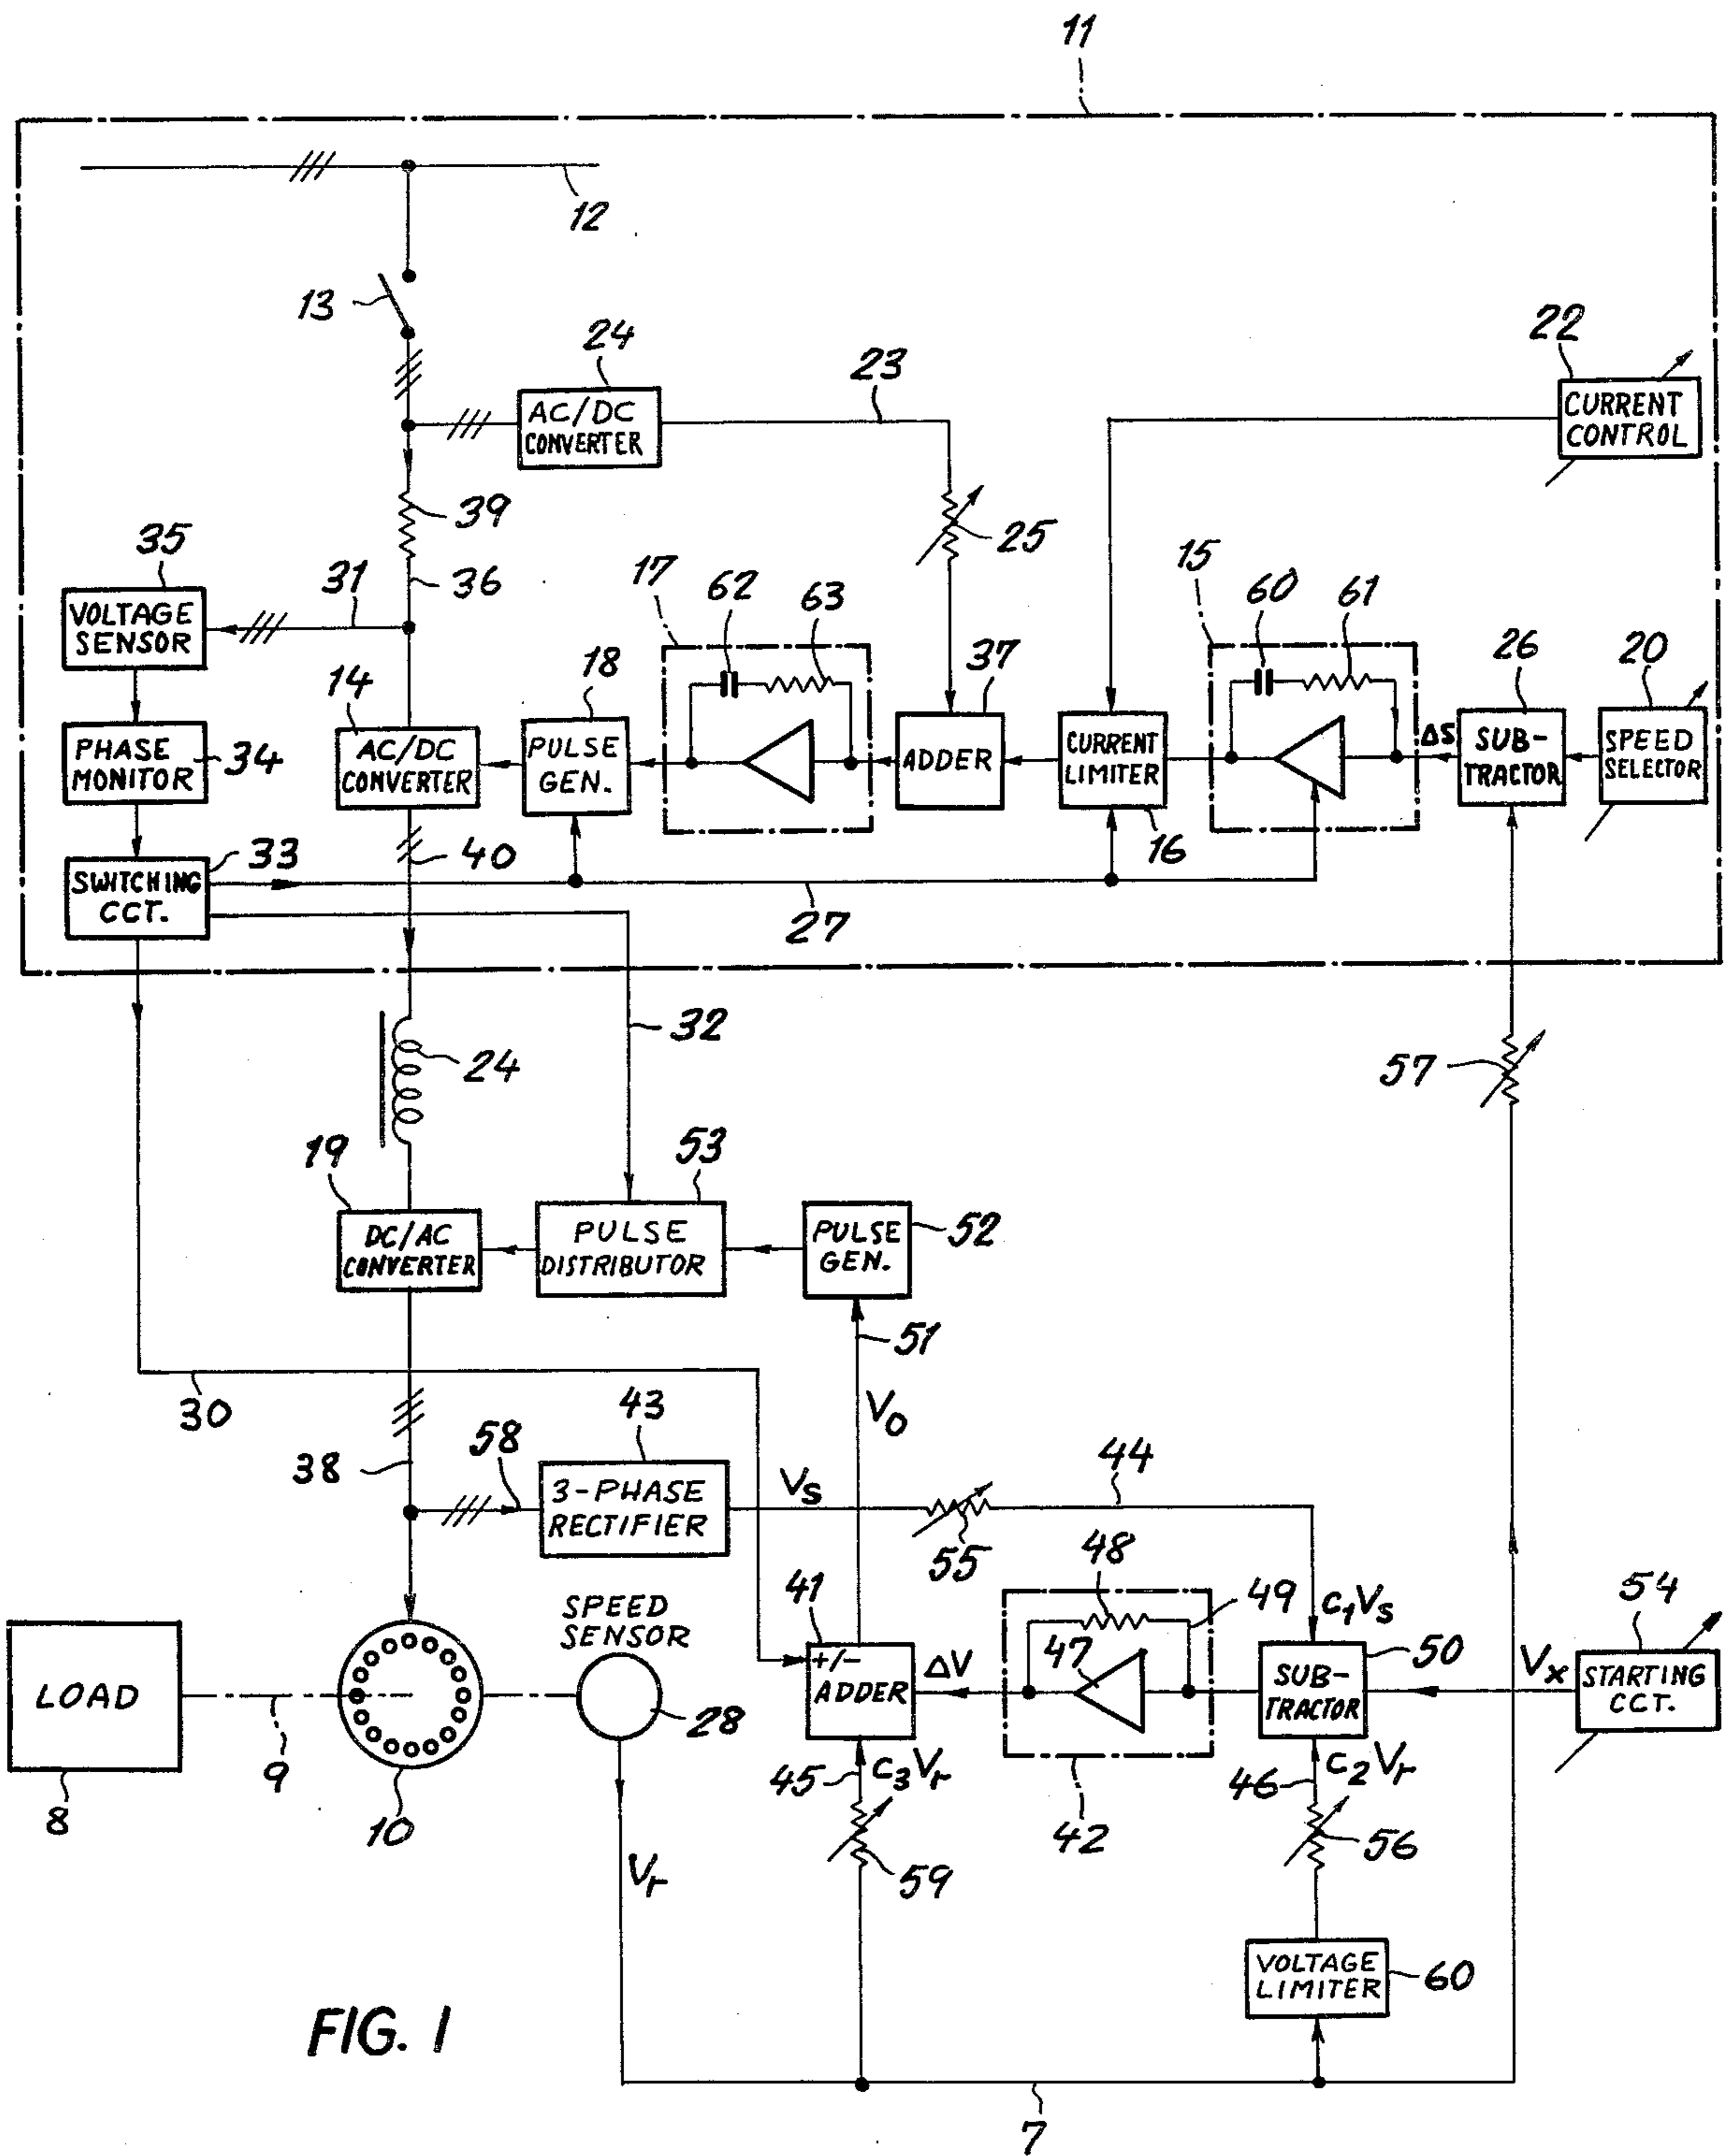 11
12
13
24
23
22
AC/DC
CONVERTER
CURRENT
CONTROL
39
25
35
31
36
17
62
63
15
60
61
VOLTAGE
SENSOR
18
37
26
20
14
PHASE
MONITOR
34
AC/DC
CONVERTER
PULSE
GEN.
ADDER
CURRENT
LIMITER
ΔS
SUB-
TRACTOR
SPEED
SELECTOR
33
40
16
SWITCHING
CCT.
27
32
24
57
19
53
DC/AC
CONVERTER
PULSE
DISTRIBUTOR
PULSE
GEN.
52
51
30
43
V0
38
58
3-PHASE
RECTIFIER
Vs
44
55
48
49
54
SPEED
SENSOR
41
C1Vs
50
LOAD
+/-
ADDER
ΔV
47
SUB-
TRACTOR
Vx
STARTING
CCT.
28
8
9
10
45
C3Vr
42
46
C2Vr
56
Vr
59
VOLTAGE
LIMITER
60
FIG. 1
7